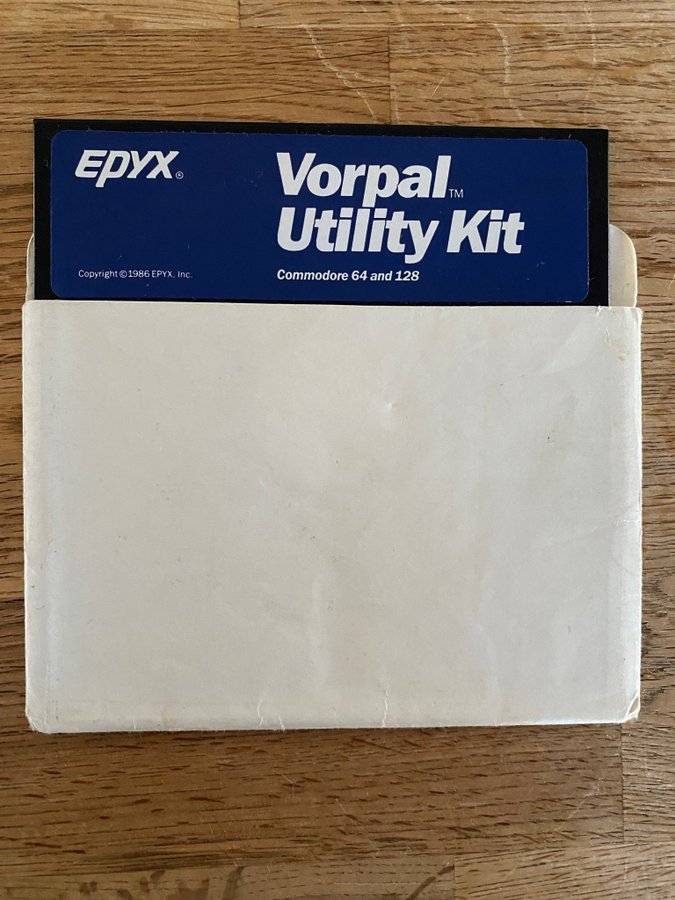 EPYX®
Vorpal™
Utility Kit
Copyright ©1986 EPYX, Inc.
Commodore 64 and 128